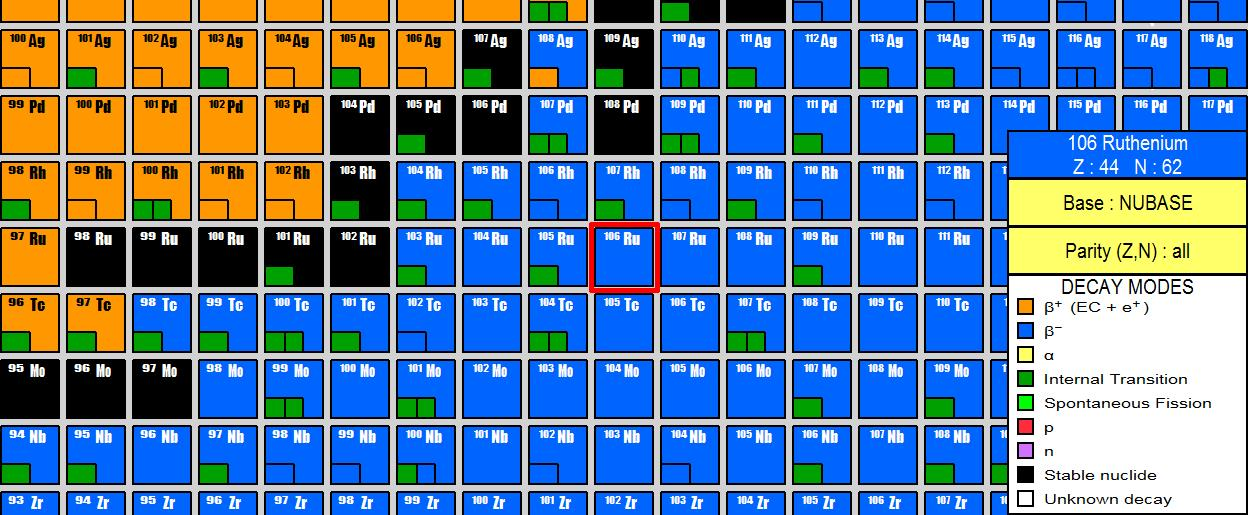 100 Ag 101 Ag 102 Ag 103 Ag 104 Ag 105 Ag 106 Ag 107 Ag 108 Ag 109 Ag 110 Ag 111 Ag 112 Ag 113 Ag 114 Ag 115 Ag 116 Ag 117 Ag 118 Ag
99 Pd 100 Pd 101 Pd 102 Pd 103 Pd 104 Pd 105 Pd 106 Pd 107 Pd 108 Pd 109 Pd 110 Pd 111 Pd 112 Pd 113 Pd 114 Pd 115 Pd 116 Pd 117 Pd
98 Rh 99 Rh 100 Rh 101 Rh 102 Rh 103 Rh 104 Rh 105 Rh 106 Rh 107 Rh 108 Rh 109 Rh 110 Rh 111 Rh 112 Rh
97 Ru 98 Ru 99 Ru 100 Ru 101 Ru 102 Ru 103 Ru 104 Ru 105 Ru 106 Ru 107 Ru 108 Ru 109 Ru 110 Ru 111 Ru
96 Tc 97 Tc 98 Tc 99 Tc 100 Tc 101 Tc 102 Tc 103 Tc 104 Tc 105 Tc 106 Tc 107 Tc 108 Tc 109 Tc 110 Tc
95 Mo 96 Mo 97 Mo 98 Mo 99 Mo 100 Mo 101 Mo 102 Mo 103 Mo 104 Mo 105 Mo 106 Mo 107 Mo 108 Mo 109 Mo
94 Nb 95 Nb 96 Nb 97 Nb 98 Nb 99 Nb 100 Nb 101 Nb 102 Nb 103 Nb 104 Nb 105 Nb 106 Nb 107 Nb 108 Nb
93 Zr 94 Zr 95 Zr 96 Zr 97 Zr 98 Zr 99 Zr 100 Zr 101 Zr 102 Zr 103 Zr 104 Zr 105 Zr 106 Zr 107 Zr
106 Ruthenium
Z : 44 N : 62
Base : NUBASE
Parity (Z,N) : all
DECAY MODES
β⁺ (EC + e⁺)
β⁻
α
Internal Transition
Spontaneous Fission
p
n
Stable nuclide
Unknown decay